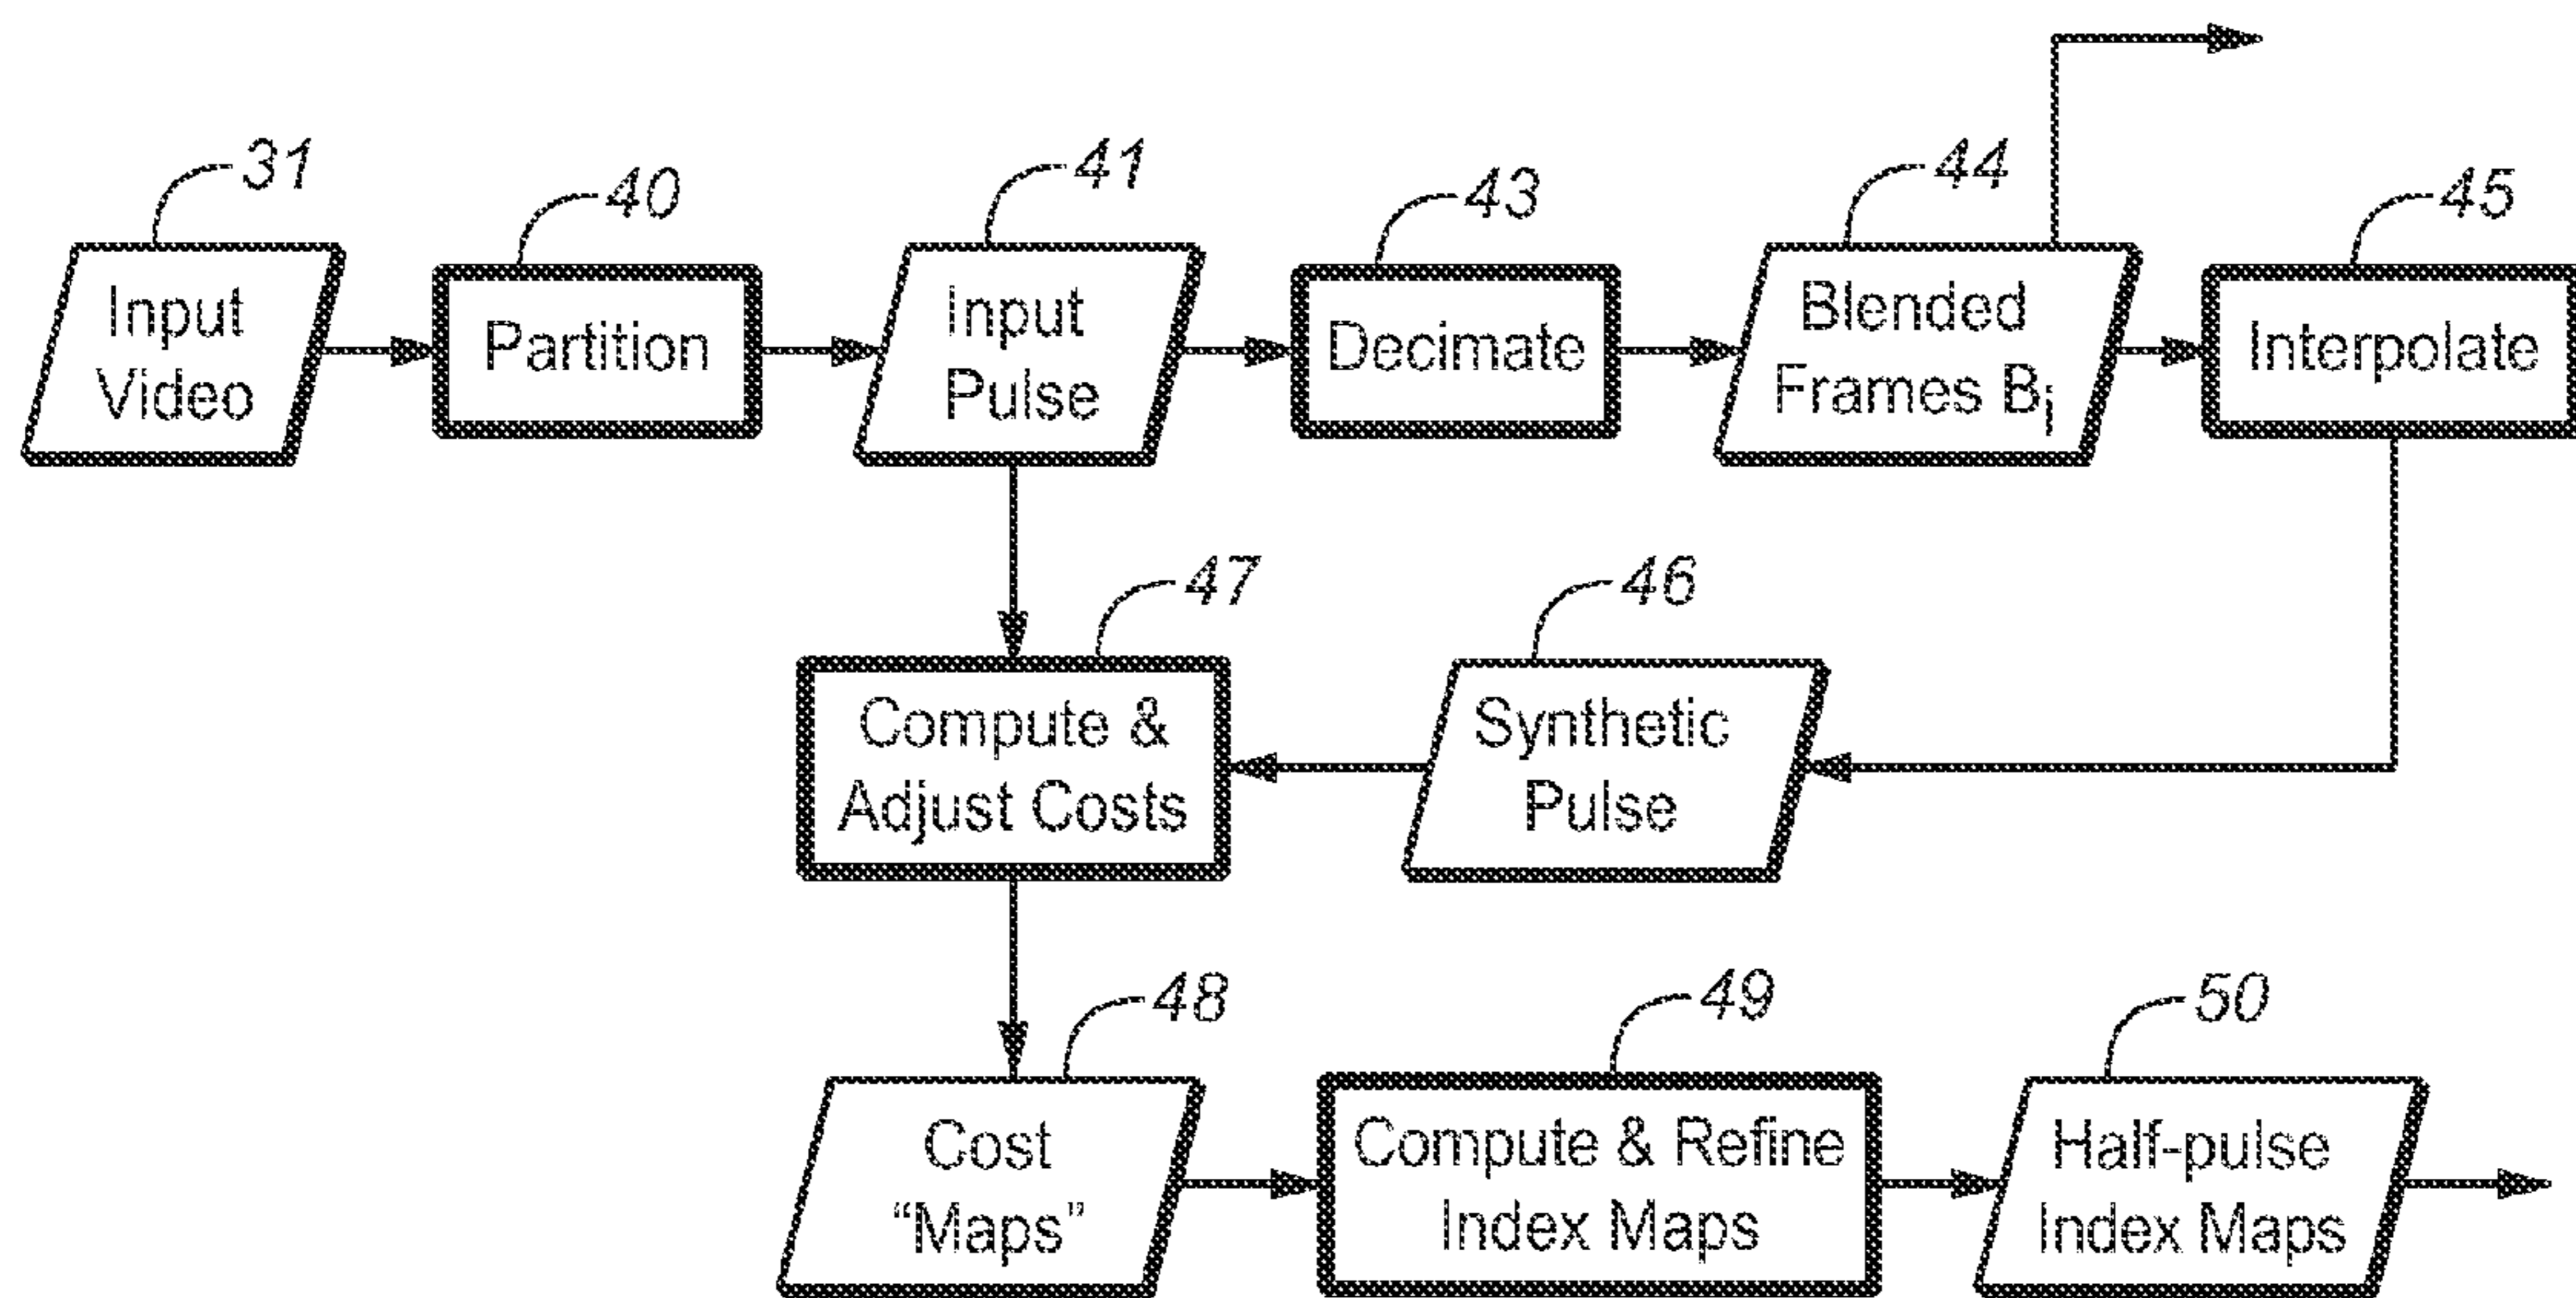 31
40
41
43
44
45
Input
Video
Partition
Input
Pulse
Decimate
Blended
Frames Bi
Interpolate
47
46
Compute &
Adjust Costs
Synthetic
Pulse
48
49
50
Cost
“Maps”
Compute & Refine
Index Maps
Half-pulse
Index Maps